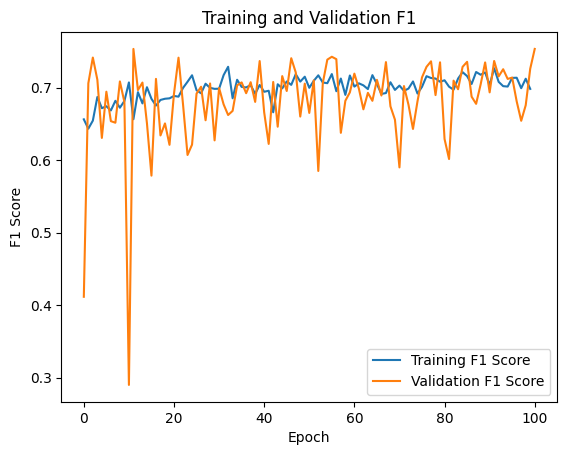 Training and Validation F1
F1 Score
0.7
0.6
0.5
0.4
0.3
0
20
40
60
80
100
Epoch
Training F1 Score
Validation F1 Score